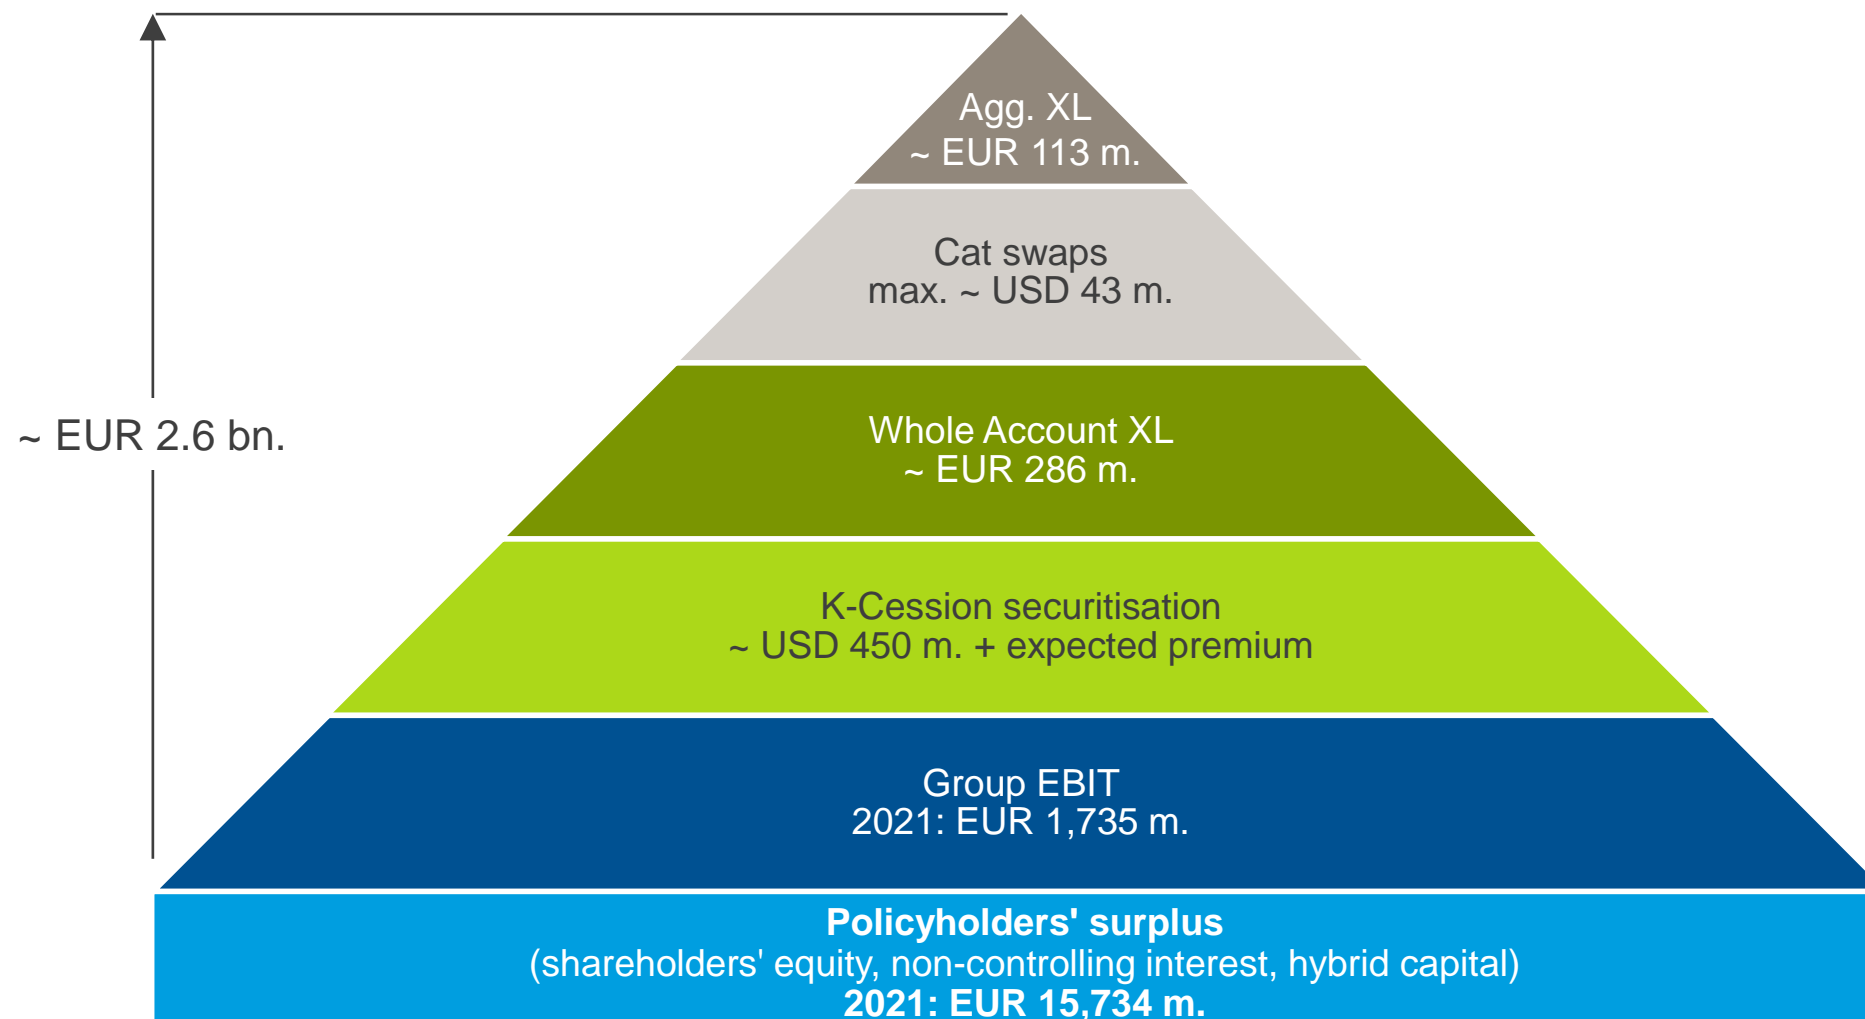 Agg. XL
~ EUR 113 m.
Cat swaps
max. ~ USD 43 m.
~ EUR 2.6 bn.
Whole Account XL
~ EUR 286 m.
K-Cession securitisation
~ USD 450 m. + expected premium
Group EBIT
2021: EUR 1,735 m.
Policyholders' surplus
(shareholders' equity, non-controlling interest, hybrid capital)
2021: EUR 15,734 m.